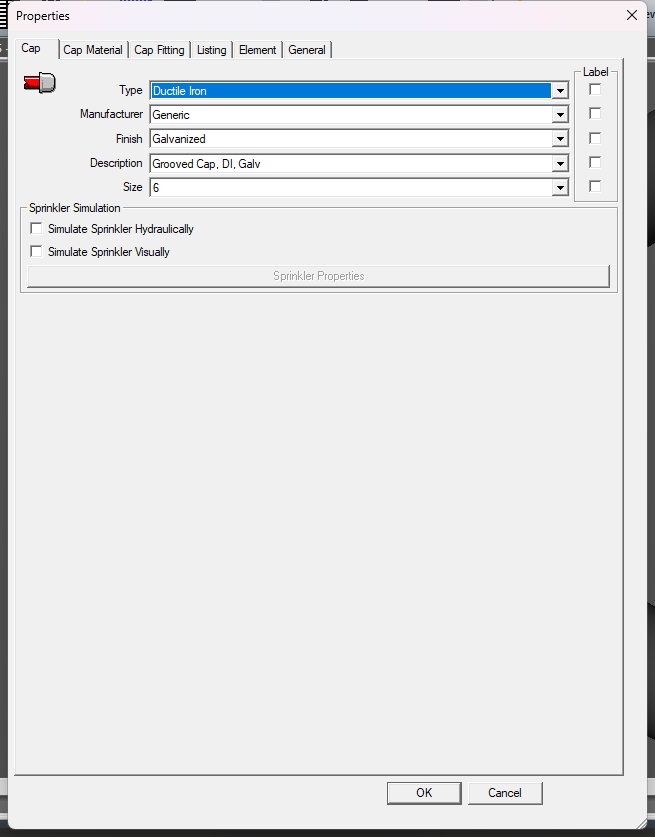 Properties
Cap Cap Material Cap Fitting Listing Element General
Label
Type Ductile Iron
Manufacturer Generic
Finish Galvanized
Description Grooved Cap, DI, Galv
Size 6
Sprinkler Simulation
Simulate Sprinkler Hydraulically
Simulate Sprinkler Visually
Sprinkler Properties
OK Cancel